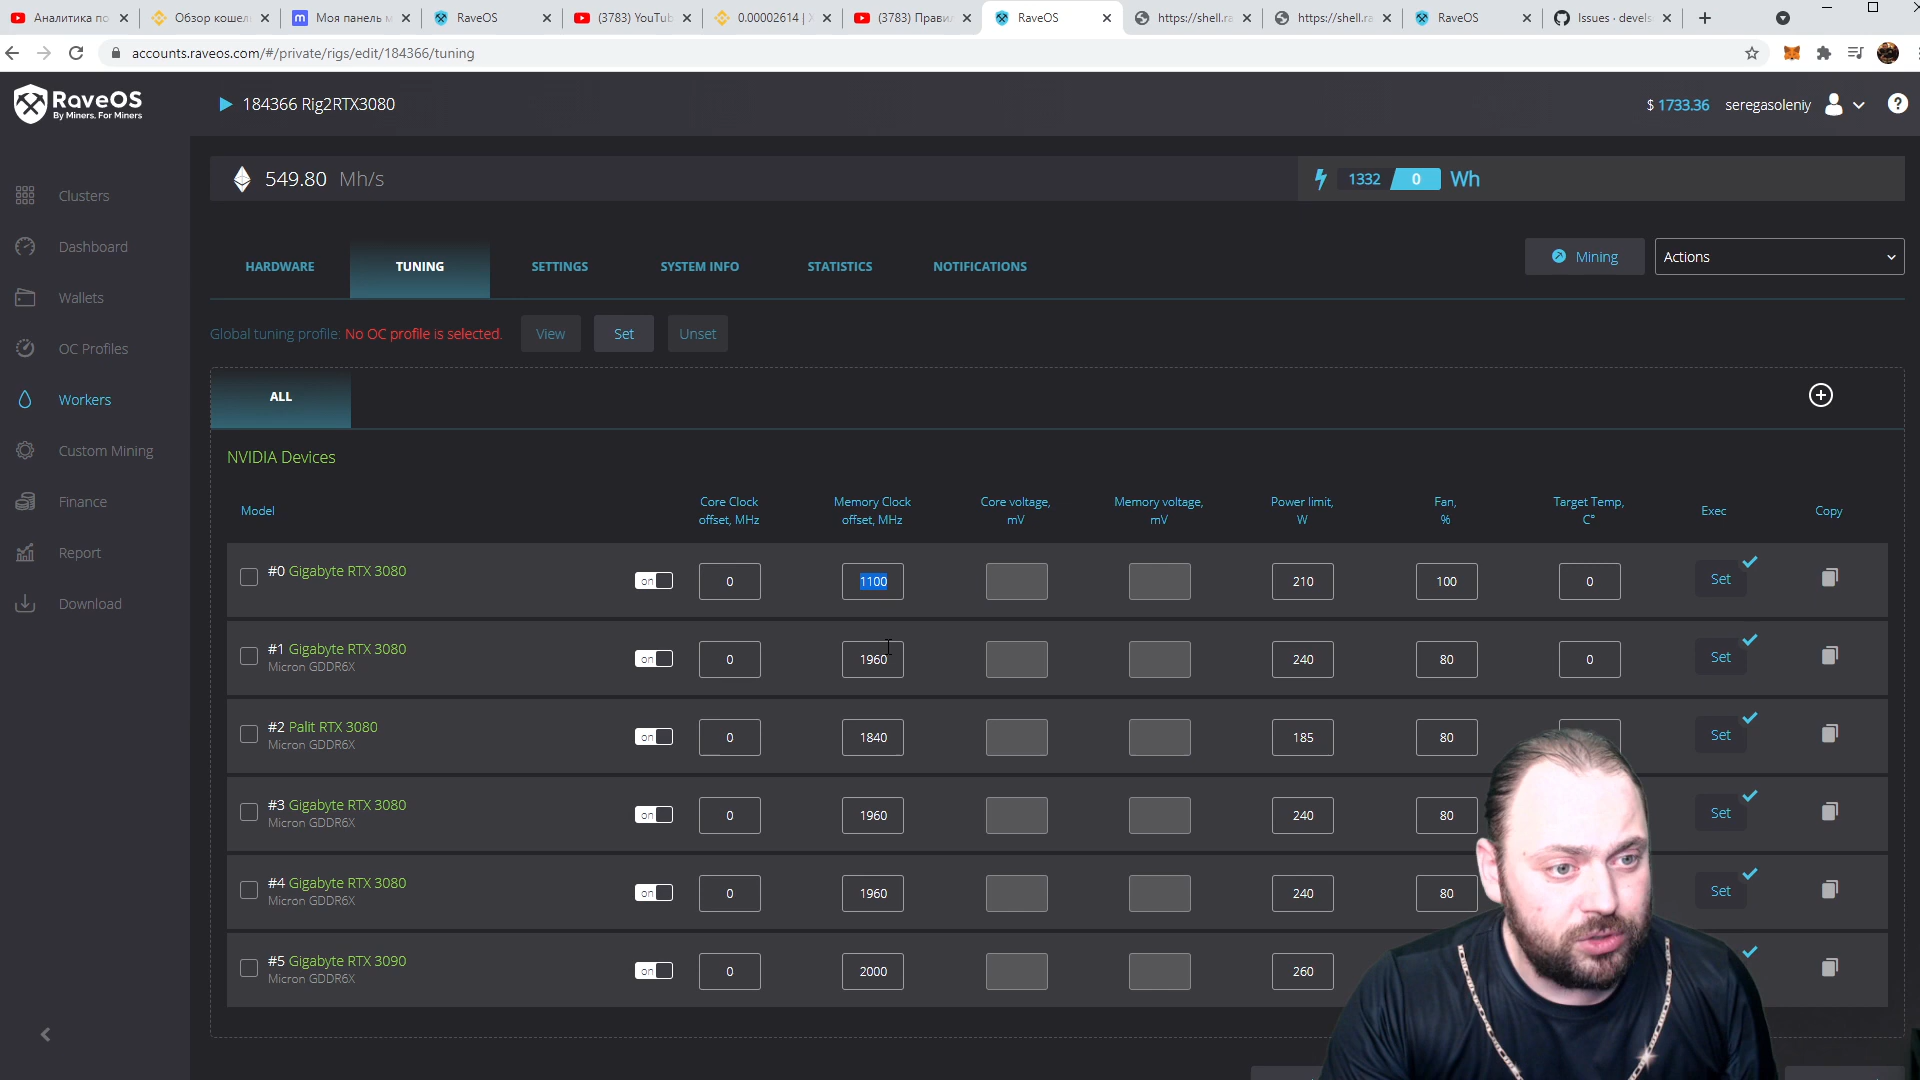 Аналитика по
Обзор кошел
Моя панель м
RaveOS
(3783) YouTub
0.00002614 |
(3783) Прави
RaveOS
https://shell.ra
https://shell.ra
RaveOS
Issues · devels
accounts.raveos.com/#/private/rigs/edit/184366/tuning
RaveOS
By Miners. For Miners
184366 Rig2RTX3080
$ 1733.36 seregasoleniy
549.80 Mh/s
1332 0 Wh
Clusters
Dashboard
Wallets
OC Profiles
Workers
Custom Mining
Finance
Report
Download
HARDWARE TUNING SETTINGS SYSTEM INFO STATISTICS NOTIFICATIONS
Mining Actions
Global tuning profile: No OC profile is selected. View Set Unset
ALL
NVIDIA Devices
Model
Core Clock offset, MHz
Memory Clock offset, MHz
Core voltage, mV
Memory voltage, mV
Power limit, W
Fan, %
Target Temp, C°
Exec
Copy
#0 Gigabyte RTX 3080 on 0 1100 210 100 0 Set
#1 Gigabyte RTX 3080 on 0 1960 240 80 0 Set
Micron GDDR6X
#2 Palit RTX 3080 on 0 1840 185 80 Set
Micron GDDR6X
#3 Gigabyte RTX 3080 on 0 1960 240 80 Set
Micron GDDR6X
#4 Gigabyte RTX 3080 on 0 1960 240 80 Set
Micron GDDR6X
#5 Gigabyte RTX 3090 on 0 2000 260
Micron GDDR6X